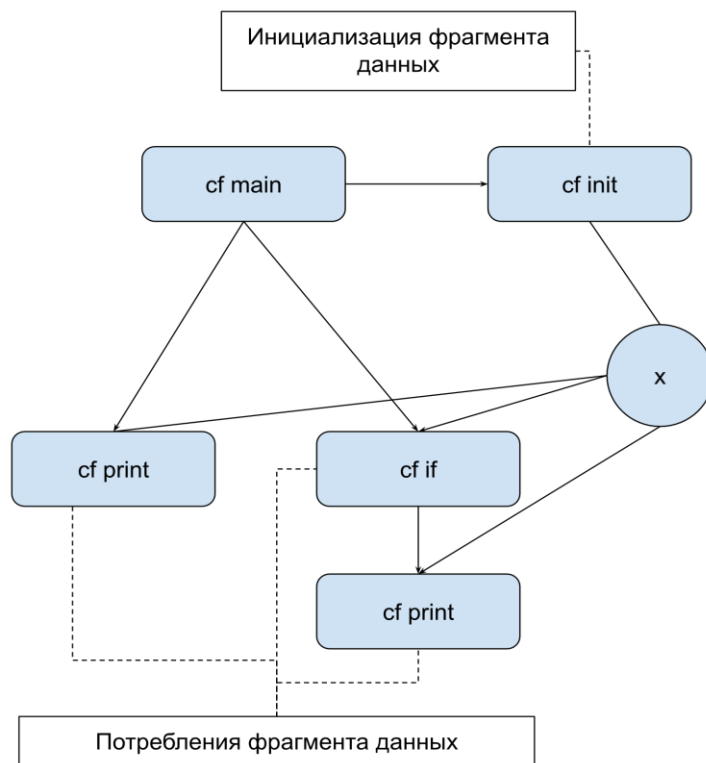 Инициализация фрагмента
данных
cf main
cf init
x
cf print
cf if
cf print
Потребления фрагмента данных